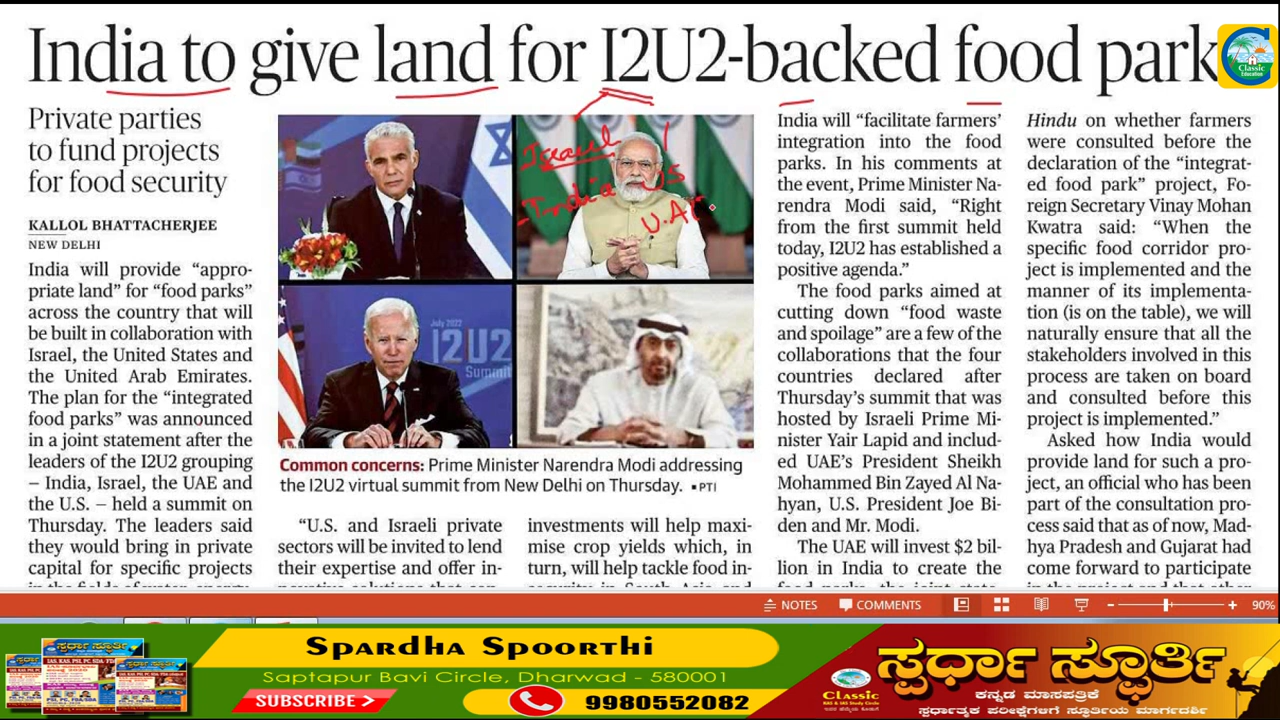 India to give land for I2U2-backed food park
Classic
Education
Private parties
to fund projects
for food security
KALLOL BHATTACHERJEE
NEW DELHI
India will provide “appro-
priate land” for “food parks”
across the country that will
be built in collaboration with
Israel, the United States and
the United Arab Emirates.
The plan for the “integrated
food parks” was announced
in a joint statement after the
leaders of the I2U2 grouping
– India, Israel, the UAE and
the U.S. – held a summit on
Thursday. The leaders said
they would bring in private
capital for specific projects
Israel
India US
U.A
July 2022
I2U2
Summit
Common concerns: Prime Minister Narendra Modi addressing
the I2U2 virtual summit from New Delhi on Thursday. ▪ PTI
“U.S. and Israeli private
sectors will be invited to lend
their expertise and offer in-
investments will help maxi-
mise crop yields which, in
turn, will help tackle food in-
India will “facilitate farmers’
integration into the food
parks. In his comments at
the event, Prime Minister Na-
rendra Modi said, “Right
from the first summit held
today, I2U2 has established a
positive agenda.”
The food parks aimed at
cutting down “food waste
and spoilage” are a few of the
collaborations that the four
countries declared after
Thursday’s summit that was
hosted by Israeli Prime Mi-
nister Yair Lapid and includ-
ed UAE’s President Sheikh
Mohammed Bin Zayed Al Na-
hyan, U.S. President Joe Bi-
den and Mr. Modi.
The UAE will invest $2 bil-
lion in India to create the
Hindu on whether farmers
were consulted before the
declaration of the “integrat-
ed food park” project, Fo-
reign Secretary Vinay Mohan
Kwatra said: “When the
specific food corridor pro-
ject is implemented and the
manner of its implementa-
tion (is on the table), we will
naturally ensure that all the
stakeholders involved in this
process are taken on board
and consulted before this
project is implemented.”
Asked how India would
provide land for such a pro-
ject, an official who has been
part of the consultation pro-
cess said that as of now, Mad-
hya Pradesh and Gujarat had
come forward to participate
NOTES COMMENTS 90%
Spardha Spoorthi
Saptapur Bavi Circle, Dharwad - 580001
SUBSCRIBE 9980552082
ಸ್ಪರ್ಧಾ ಸ್ಫೂರ್ತಿ
Classic
ಕನ್ನಡ ಮಾಸಪತ್ರಿಕೆ
ಸ್ಪರ್ಧಾತ್ಮಕ ಪರೀಕ್ಷೆಗಳಿಗೆ ಸ್ಫೂರ್ತಿಯ ಮಾರ್ಗದರ್ಶಿ